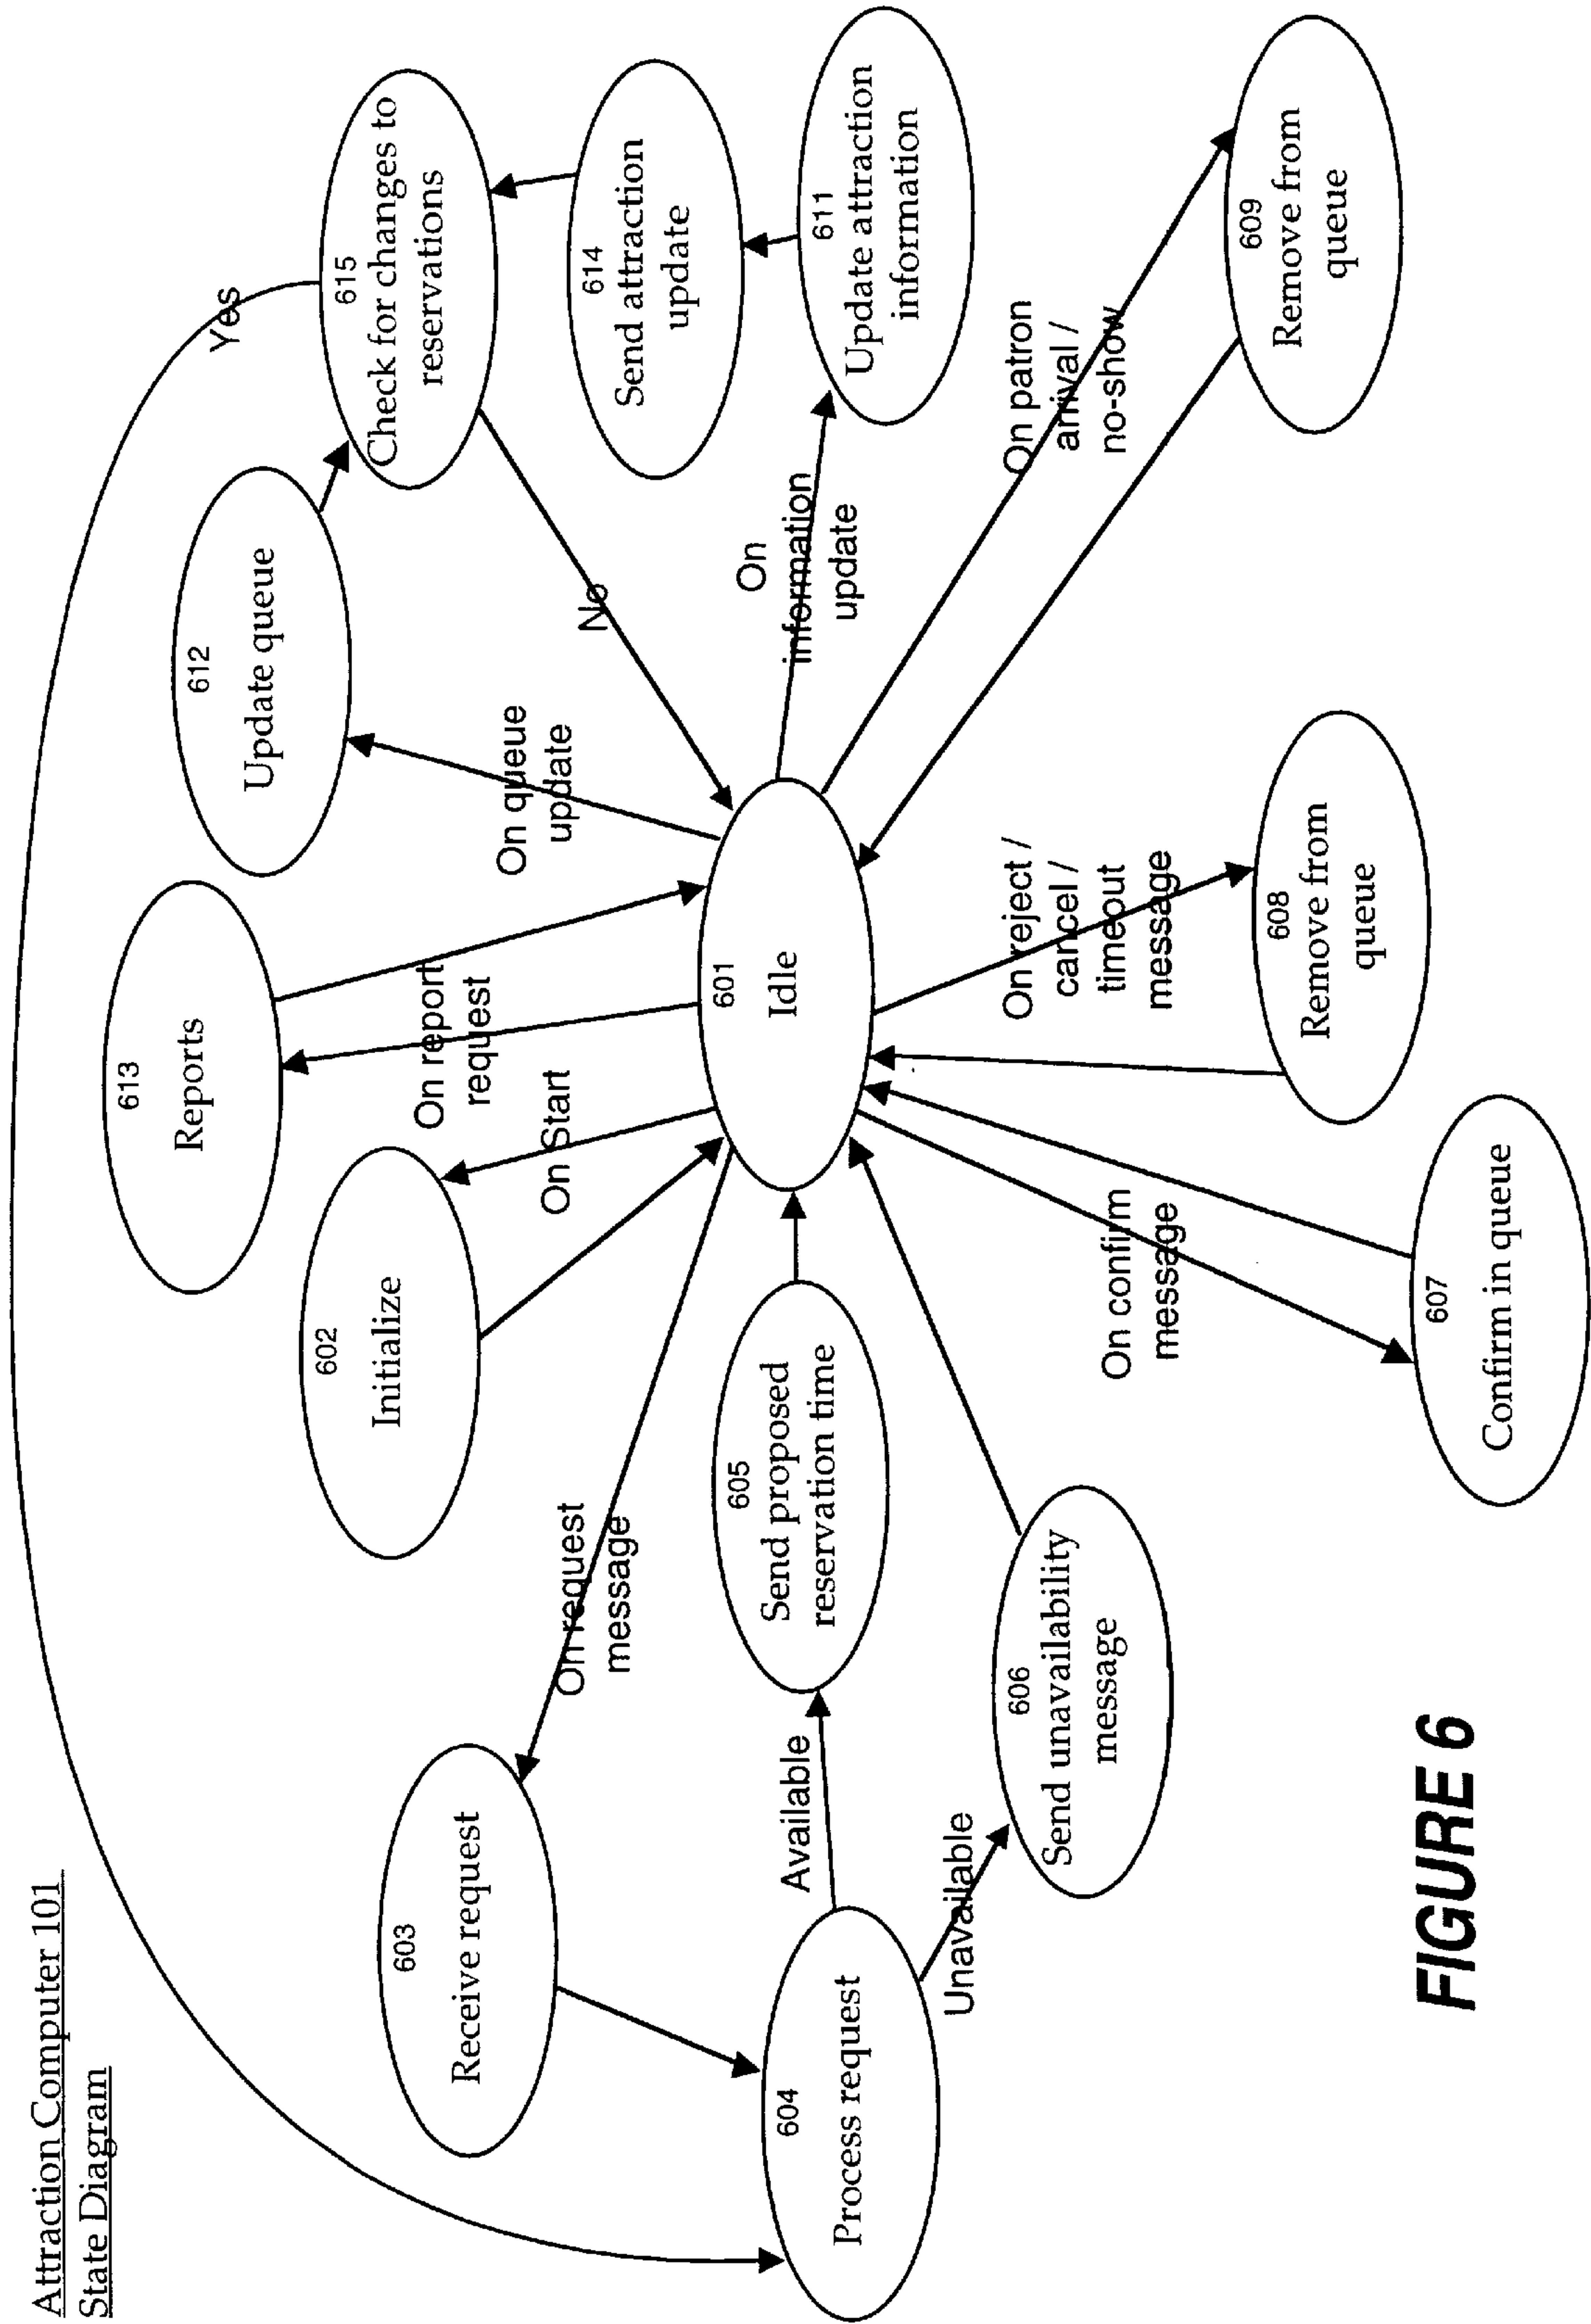 Attraction Computer 101
State Diagram
Yes
613
Reports
612
Update queue
615
Check for changes to
reservations
602
Initialize
On report
request
On queue
update
No
614
Send attraction
update
603
Receive request
On request
message
On Start
601
Idle
On
information
update
611
Update attraction
information
604
Process request
Available
605
Send proposed
reservation time
Unavailable
606
Send unavailability
message
On confirm
message
607
Confirm in queue
On reject /
cancel /
timeout
message
608
Remove from
queue
On patron
arrival /
no-show
609
Remove from
queue
FIGURE 6